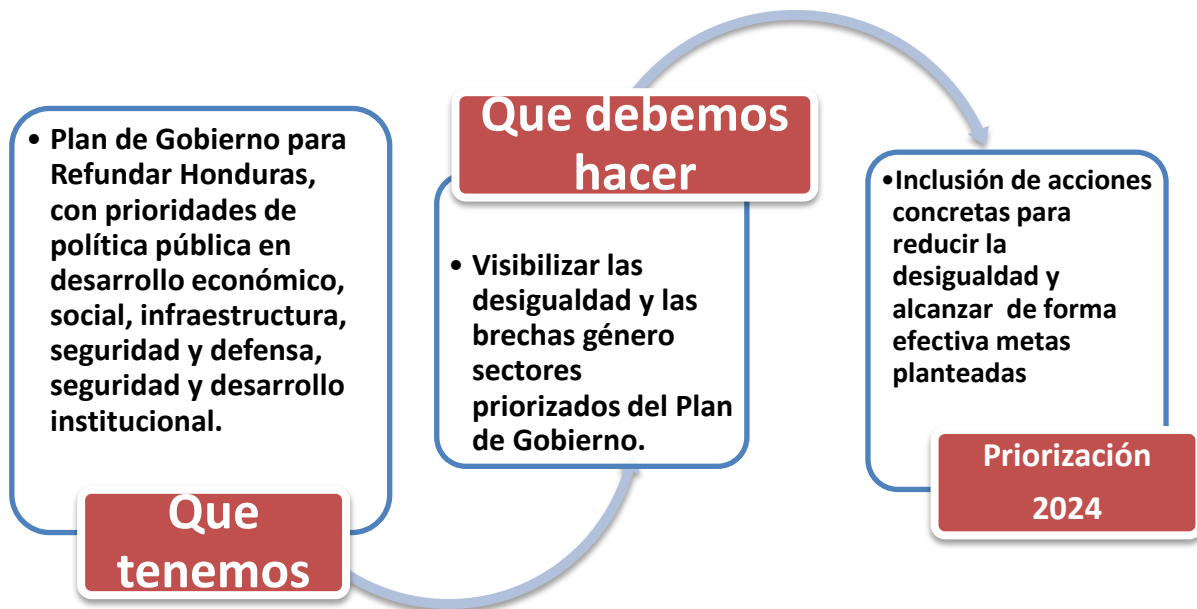 • Plan de Gobierno para
Refundar Honduras,
con prioridades de
política pública en
desarrollo económico,
social, infraestructura,
seguridad y defensa,
seguridad y desarrollo
institucional.
Que
tenemos
Que debemos
hacer
• Visibilizar las
desigualdad y las
brechas género
sectores
priorizados del Plan
de Gobierno.
•Inclusión de acciones
concretas para
reducir la
desigualdad y
alcanzar de forma
efectiva metas
planteadas
Priorización
2024